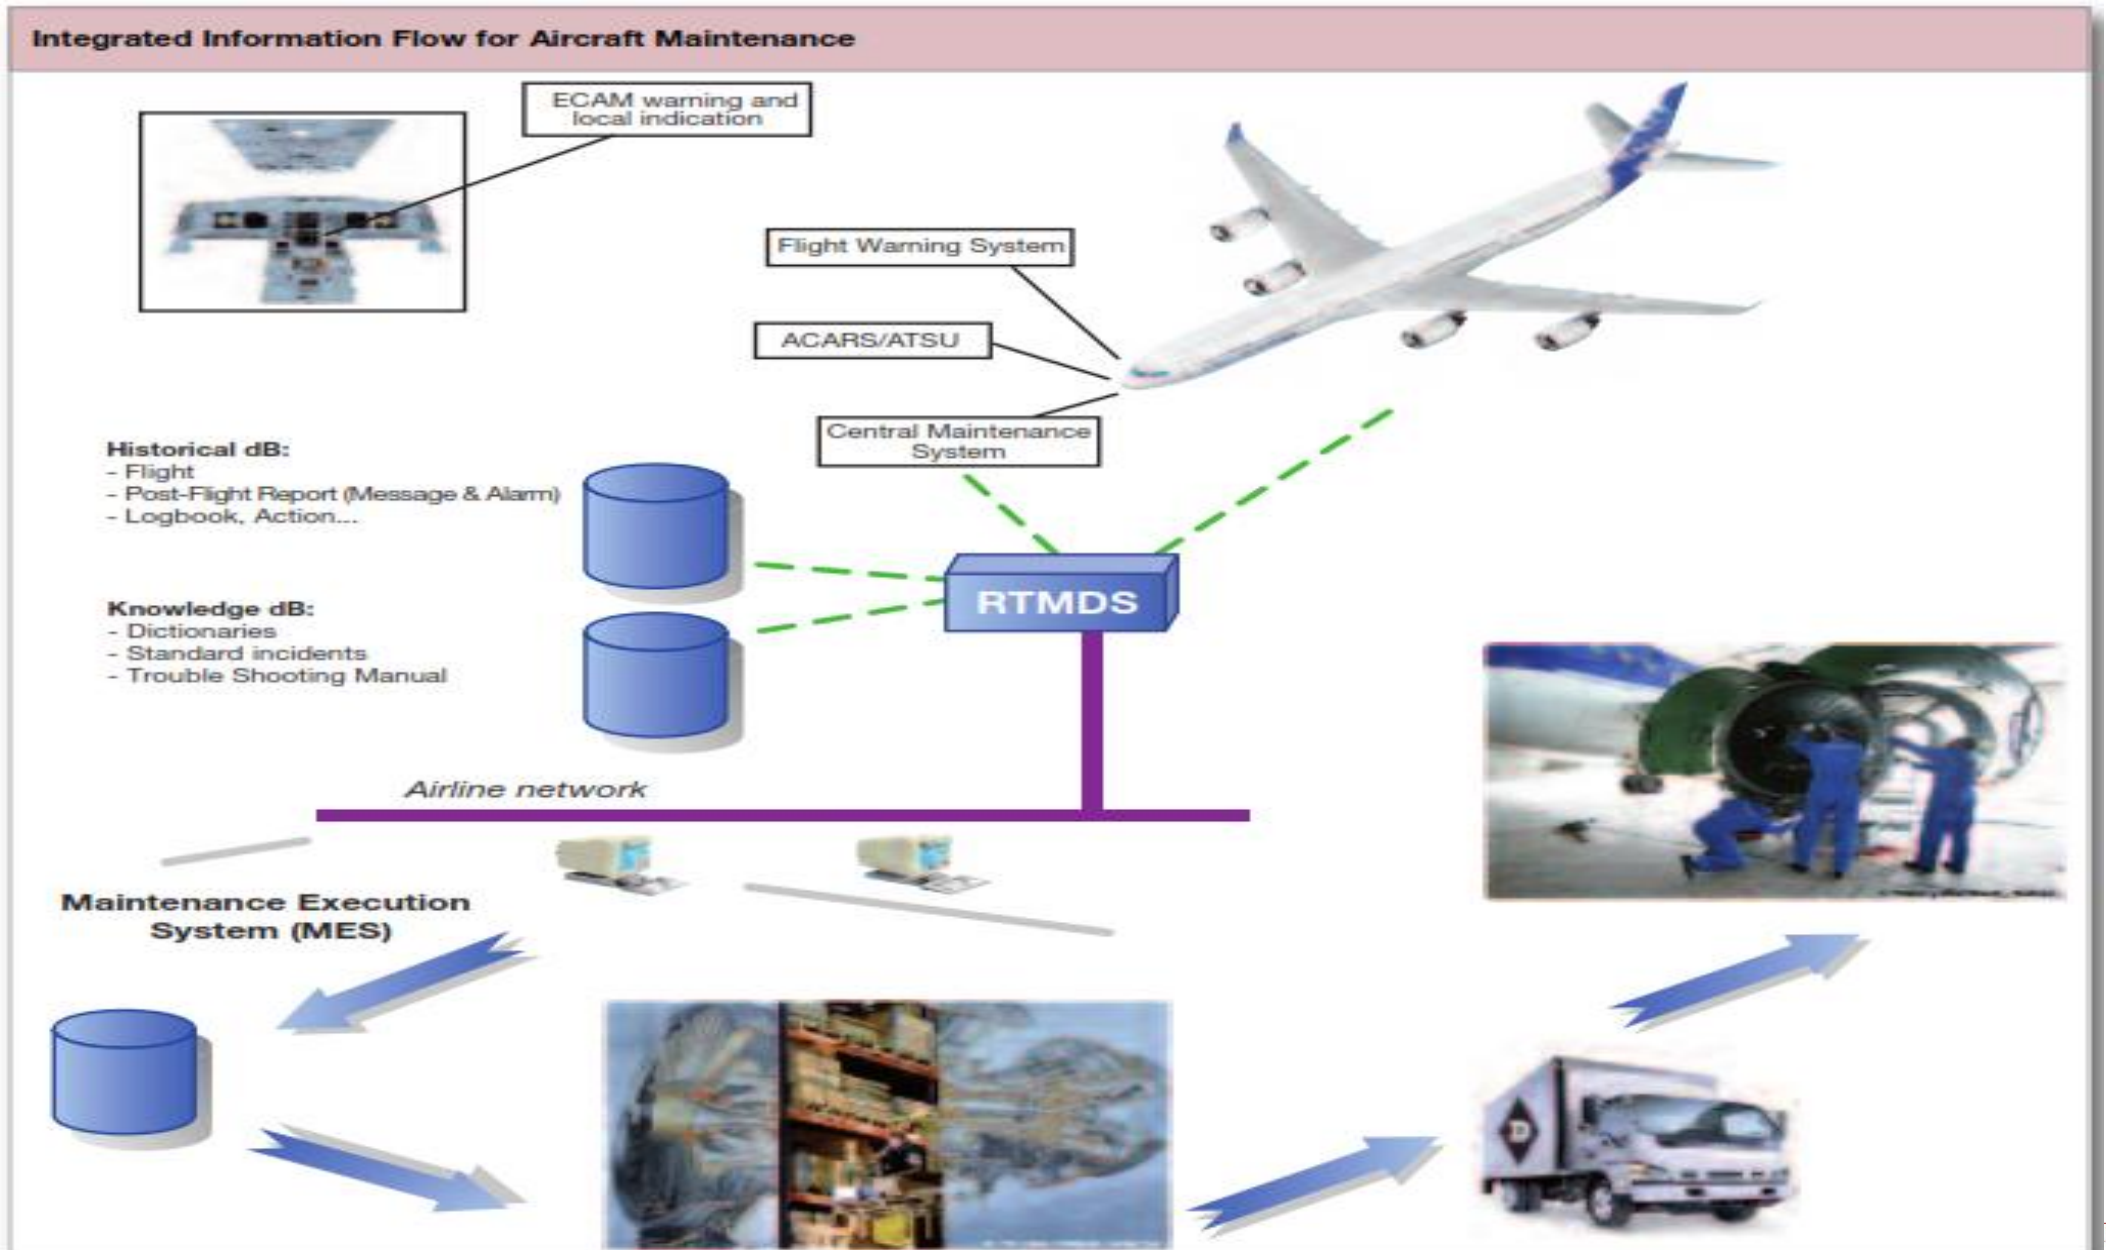 Integrated Information Flow for Aircraft Maintenance
ECAM warning and
local indication
Flight Warning System
ACARS/ATSU
Central Maintenance
System
Historical dB:
- Flight
- Post-Flight Report (Message & Alarm)
- Logbook, Action...
Knowledge dB:
- Dictionaries
- Standard incidents
- Trouble Shooting Manual
RTMDS
Airline network
Maintenance Execution
System (MES)
D